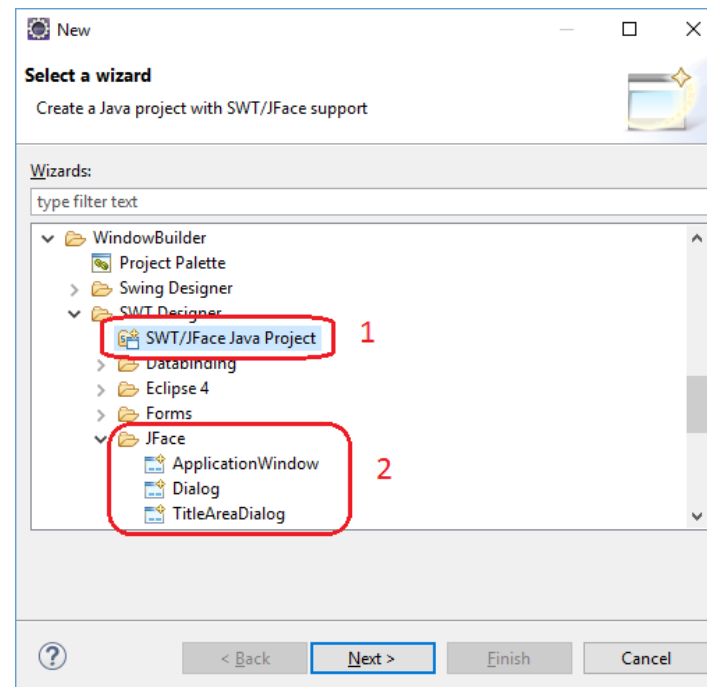 New
Select a wizard
Create a Java project with SWT/JFace support
Wizards:
type filter text
WindowBuilder
Project Palette
Swing Designer
SWT Designer
SWT/JFace Java Project 1
Databinding
Eclipse 4
Forms
JFace
ApplicationWindow
Dialog 2
TitleAreaDialog
? < Back Next > Finish Cancel